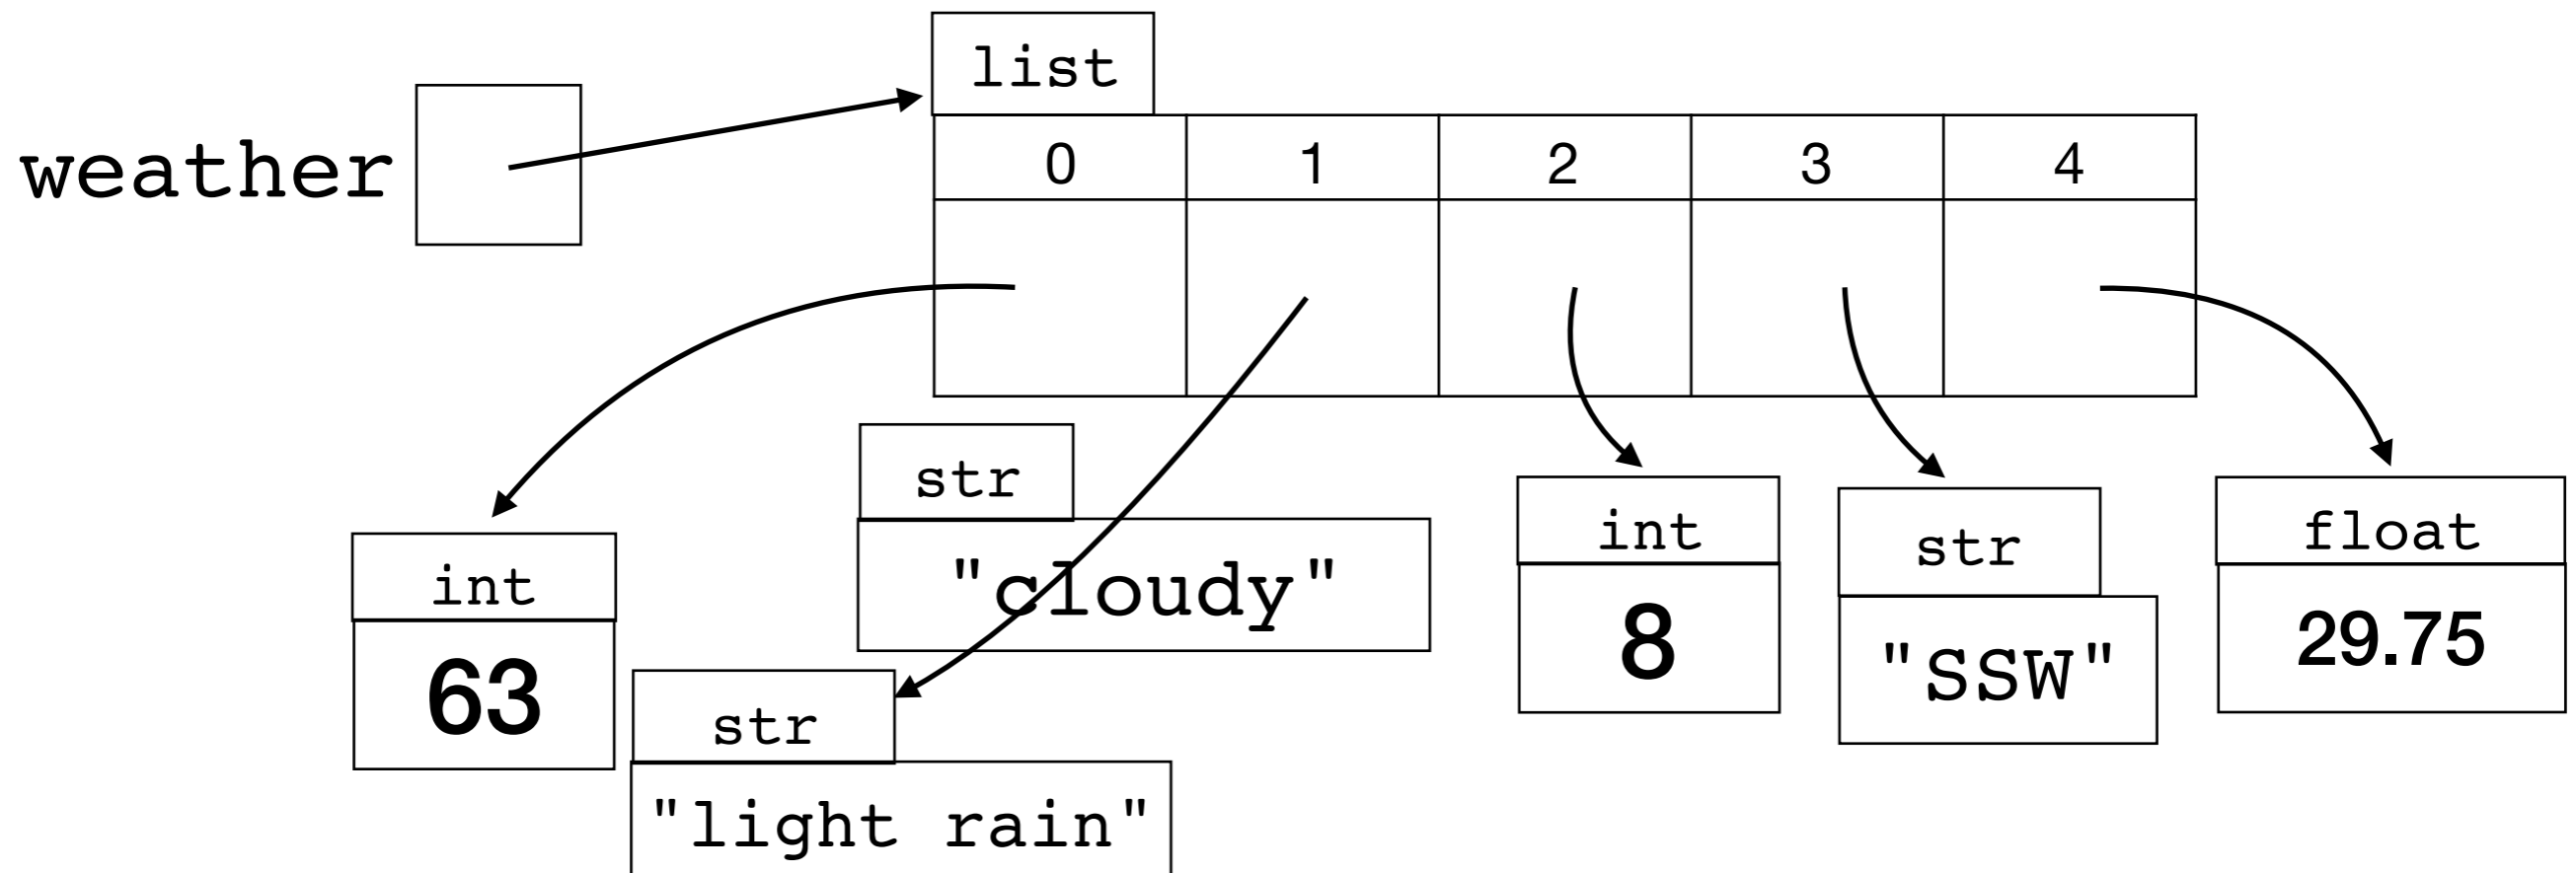 list
weather
0 1 2 3 4
str
"cloudy"
int
63
str
"light rain"
int
8
str
"SSW"
float
29.75